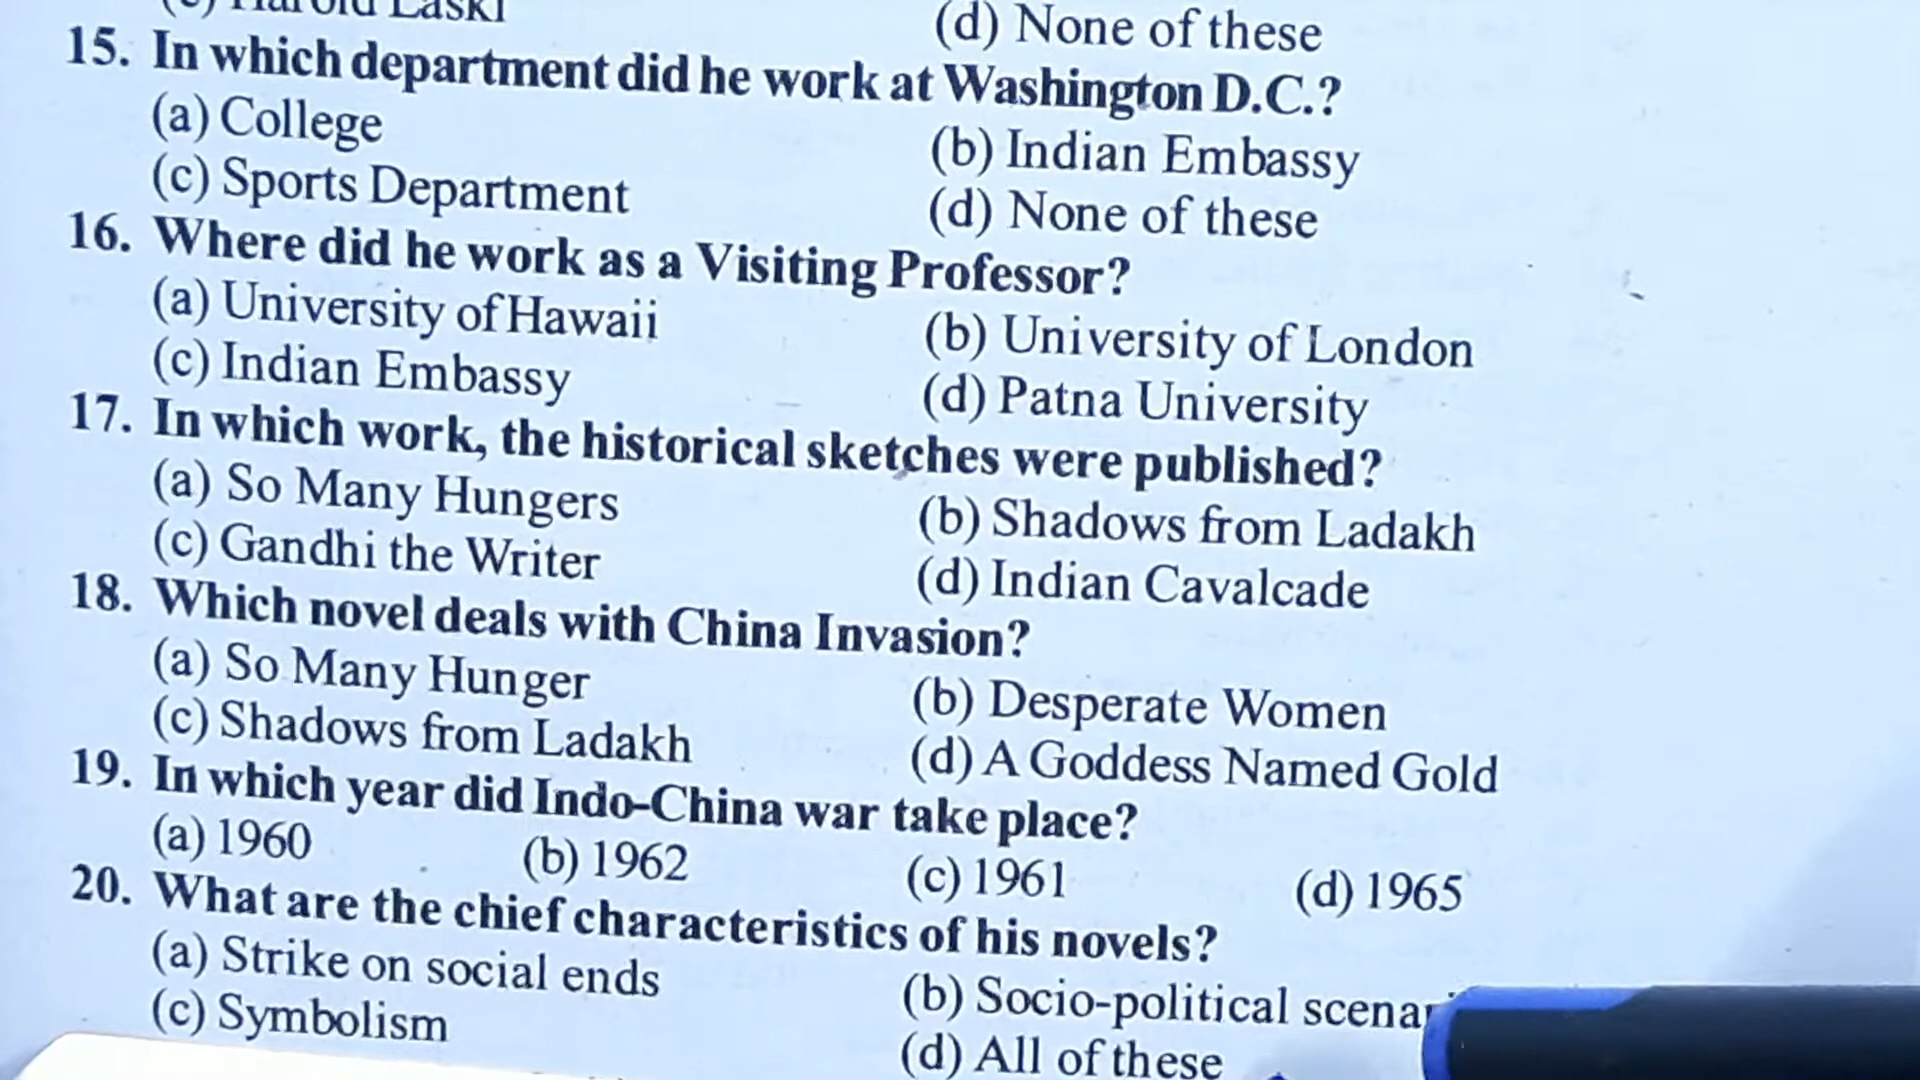 (c) Harold Laski
(d) None of these
15. In which department did he work at Washington D.C.?
(a) College
(b) Indian Embassy
(c) Sports Department
(d) None of these
16. Where did he work as a Visiting Professor?
(a) University of Hawaii
(b) University of London
(c) Indian Embassy
(d) Patna University
17. In which work, the historical sketches were published?
(a) So Many Hungers
(b) Shadows from Ladakh
(c) Gandhi the Writer
(d) Indian Cavalcade
18. Which novel deals with China Invasion?
(a) So Many Hunger
(b) Desperate Women
(c) Shadows from Ladakh
(d) A Goddess Named Gold
19. In which year did Indo-China war take place?
(a) 1960 (b) 1962 (c) 1961 (d) 1965
20. What are the chief characteristics of his novels?
(a) Strike on social ends
(b) Socio-political
(c) Symbolism
(d) All of these